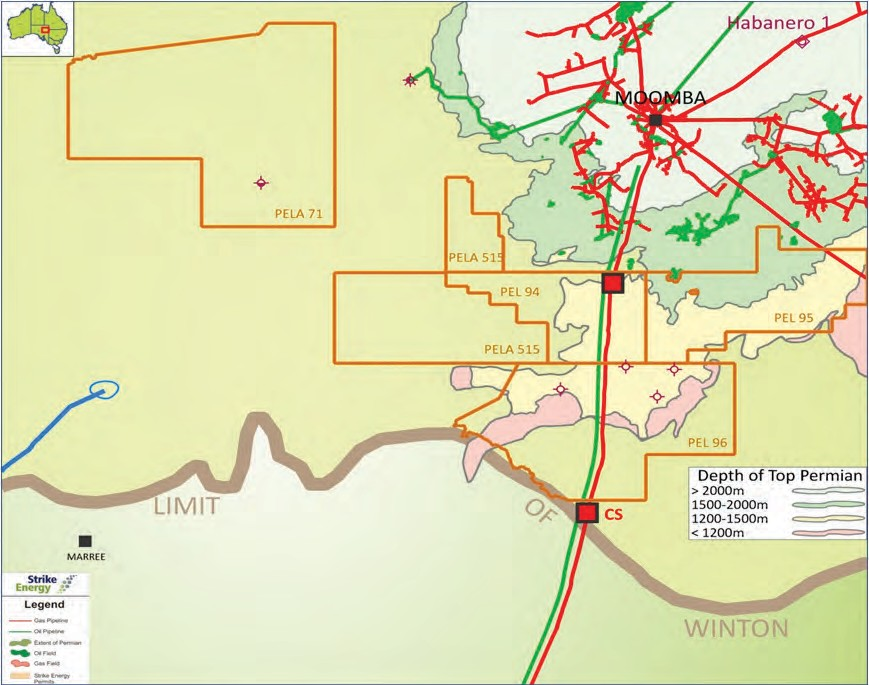 Habanero 1
MOOMBA
PELA 71
PELA 515
PEL 94
PEL 95
PELA 515
PEL 96
LIMIT
OF
CS
WINTON
MARREE
Depth of Top Permian
> 2000m
1500-2000m
1200-1500m
< 1200m
Strike
Energy
Legend
Gas Pipeline
Oil Pipeline
Extent of Permian
Oil Field
Gas Field
Strike Energy
Permits